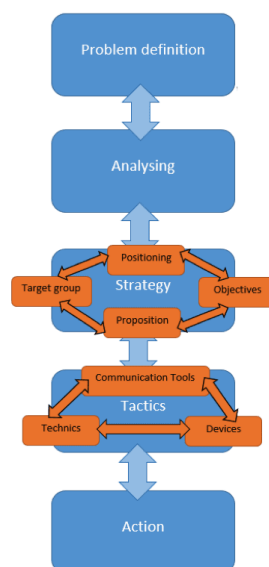 Problem definition
Analysing
Positioning
Target group
Strategy
Objectives
Proposition
Communication Tools
Tactics
Technics
Devices
Action